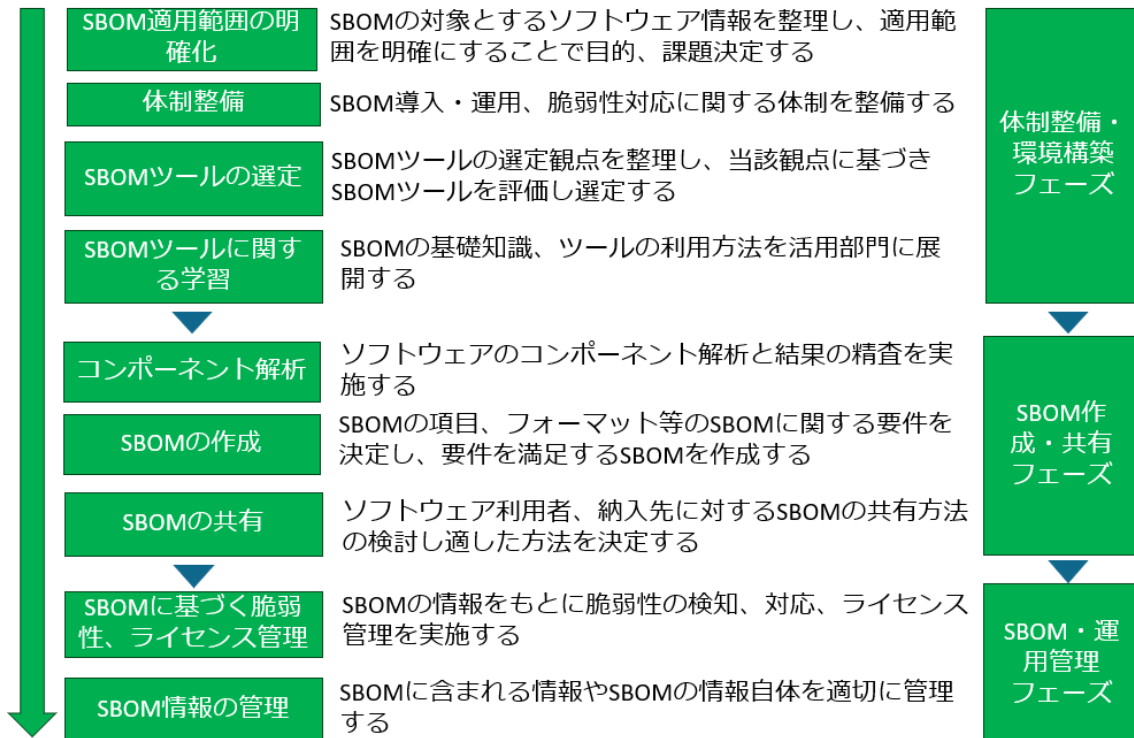 SBOM適用範囲の明
確化
SBOMの対象とするソフトウェア情報を整理し、適用範
囲を明確にすることで目的、課題決定する
体制整備
SBOM導入・運用、脆弱性対応に関する体制を整備する
SBOMツールの選定
SBOMツールの選定観点を整理し、当該観点に基づき
SBOMツールを評価し選定する
SBOMツールに関す
る学習
SBOMの基礎知識、ツールの利用方法を活用部門に展
開する
体制整備・
環境構築
フェーズ
コンポーネント解析
ソフトウェアのコンポーネント解析と結果の精査を実
施する
SBOMの作成
SBOMの項目、フォーマット等のSBOMに関する要件を
決定し、要件を満足するSBOMを作成する
SBOMの共有
ソフトウェア利用者、納入先に対するSBOMの共有方法
の検討し適した方法を決定する
SBOM作
成・共有
フェーズ
SBOMに基づく脆弱
性、ライセンス管理
SBOMの情報をもとに脆弱性の検知、対応、ライセンス
管理を実施する
SBOM情報の管理
SBOMに含まれる情報やSBOMの情報自体を適切に管理
する
SBOM・運
用管理
フェーズ